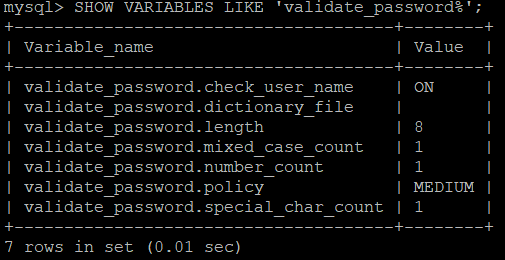 mysql> SHOW VARIABLES LIKE 'validate_password%';
+--------------------------------------+--------+
| Variable_name                        | Value  |
+--------------------------------------+--------+
| validate_password.check_user_name    | ON     |
| validate_password.dictionary_file    |        |
| validate_password.length             | 8      |
| validate_password.mixed_case_count   | 1      |
| validate_password.number_count       | 1      |
| validate_password.policy             | MEDIUM |
| validate_password.special_char_count | 1      |
+--------------------------------------+--------+
7 rows in set (0.01 sec)